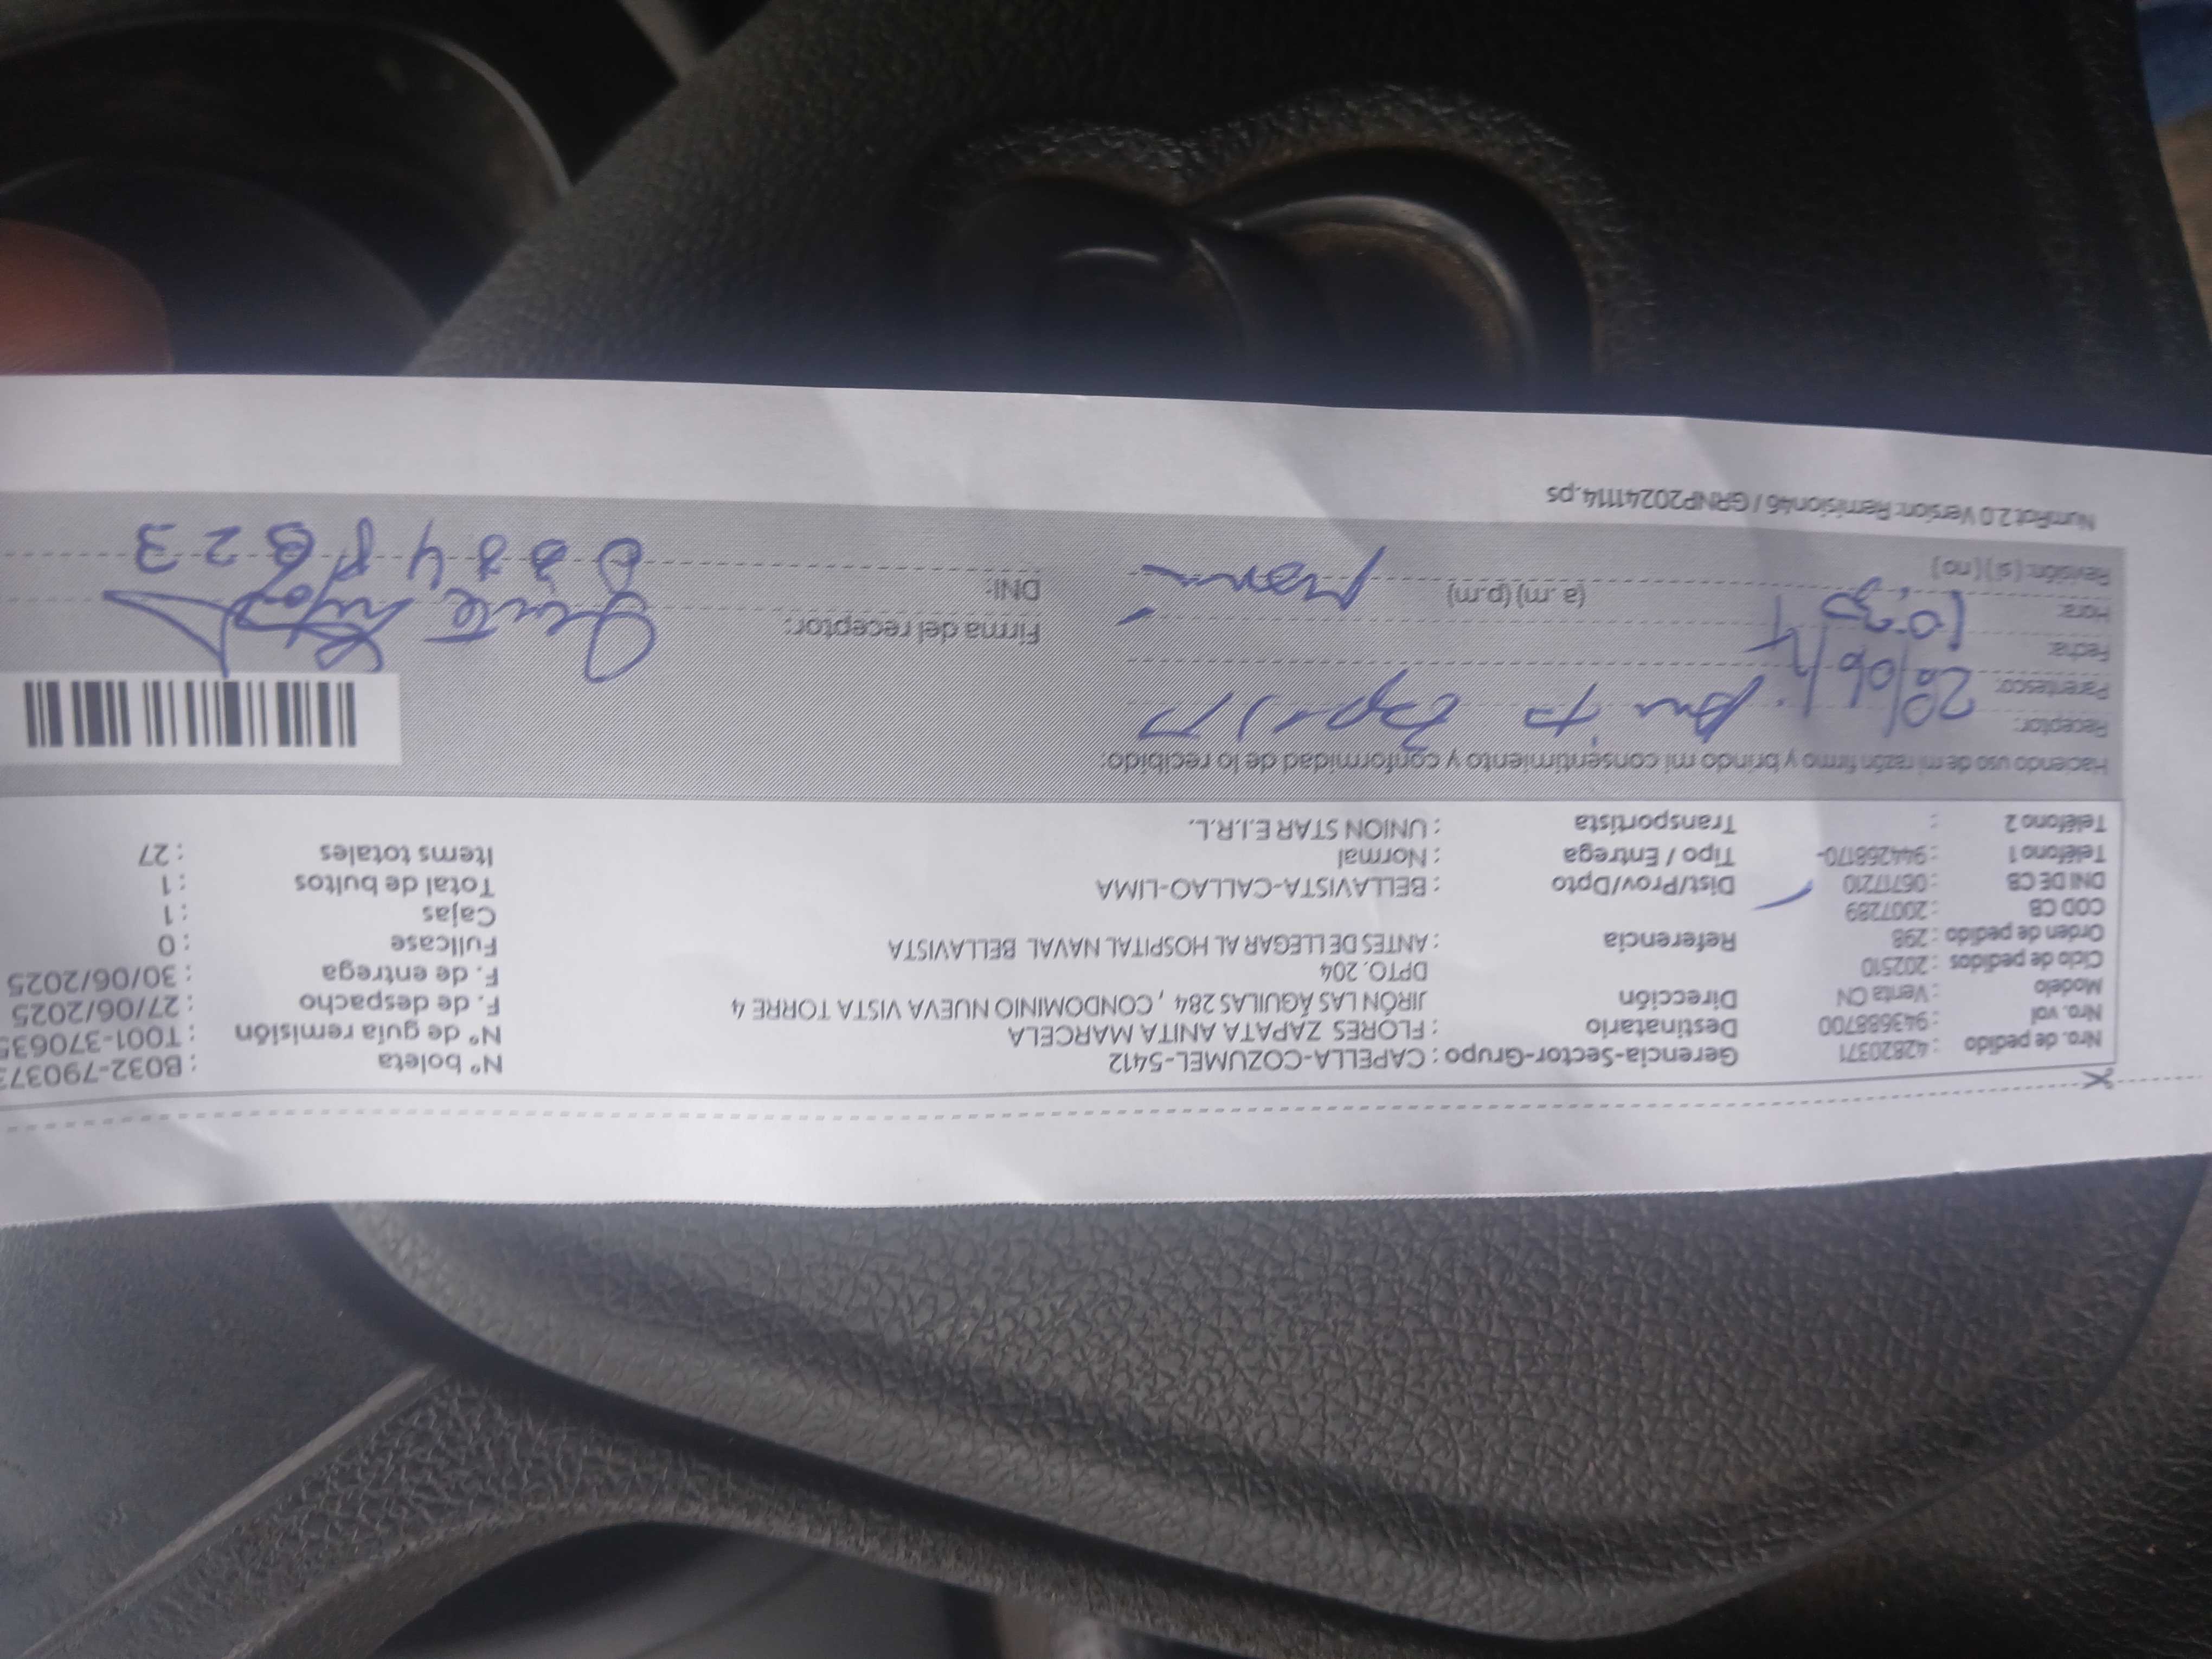 Nro. de pedido : 42820371 Gerencia-Sector-Grupo : CAPELLA-COZUMEL-5412 N° boleta : B032-790373
Nro. vol : 943688700 Destinatario : FLORES ZAPATA ANITA MARCELA N° de guía remisión : T001-370635
Modelo : Venta CN Dirección JIRÓN LAS ÁGUILAS 284 , CONDOMINIO NUEVA VISTA TORRE 4 F. de despacho : 27/06/2025
Ciclo de pedidos : 202510 DPTO. 204 F. de entrega : 30/06/2025
Orden de pedido : 298 Referencia : ANTES DE LLEGAR AL HOSPITAL NAVAL BELLAVISTA Fullcase : 0
COD CB : 2007289 Cajas : 1
DNI DE CB : 06717210 Dist/Prov/Dpto : BELLAVISTA-CALLAO-LIMA Total de bultos : 1
Teléfono 1 : 944268170- Tipo / Entrega : Normal Items totales : 27
Teléfono 2 : Transportista : UNION STAR E.I.R.L.
Haciendo uso de mi razón firmo y brindo mi consentimiento y conformidad de lo recibido:
Receptor:
Parentesco:
Fecha: Firma del receptor:
Hora: (a .m) (p.m) DNI:
Revisión: ( si ) ( no )
NumRot 2.0 Version: Remision46 / GRNP20241114.ps